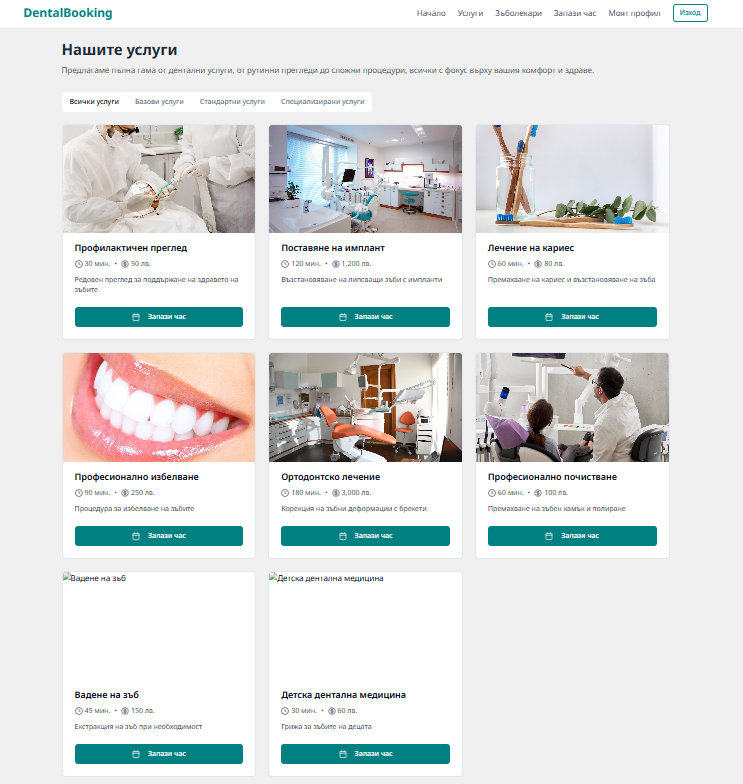 DentalBooking
Начало Услуги Зъболекари Запази час Моят профил Изход
Нашите услуги
Предлагаме пълна гама от дентални услуги, от рутинни прегледи до сложни процедури, всички с фокус върху вашия комфорт и здраве.
Всички услуги Базови услуги Стандартни услуги Специализирани услуги
Профилактичен преглед
30 мин. • 50 лв.
Редовен преглед за поддържане на здравето на
зъбите
Запази час
Поставяне на имплант
120 мин. • 1,200 лв.
Възстановяване на липсващи зъби с импланти
Запази час
Лечение на кариес
60 мин. • 80 лв.
Премахване на кариес и възстановяване на зъба
Запази час
Професионално избелване
90 мин. • 250 лв.
Процедура за избелване на зъбите
Запази час
Ортодонтско лечение
180 мин. • 3,000 лв.
Корекция на зъбни деформации с брекети
Запази час
Професионално почистване
60 мин. • 100 лв.
Премахване на зъбен камък и полиране
Запази час
Вадене на зъб
Вадене на зъб
45 мин. • 150 лв.
Екстракция на зъб при необходимост
Запази час
Детска дентална медицина
Детска дентална медицина
30 мин. • 60 лв.
Грижа за зъбите на децата
Запази час